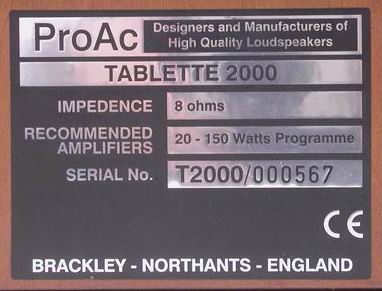 ProAc
Designers and Manufacturers of
High Quality Loudspeakers
TABLETTE 2000
IMPEDENCE 8 ohms
RECOMMENDED
AMPLIFIERS 20 - 150 Watts Programme
SERIAL No. T2000/000567
CE
BRACKLEY - NORTHANTS - ENGLAND